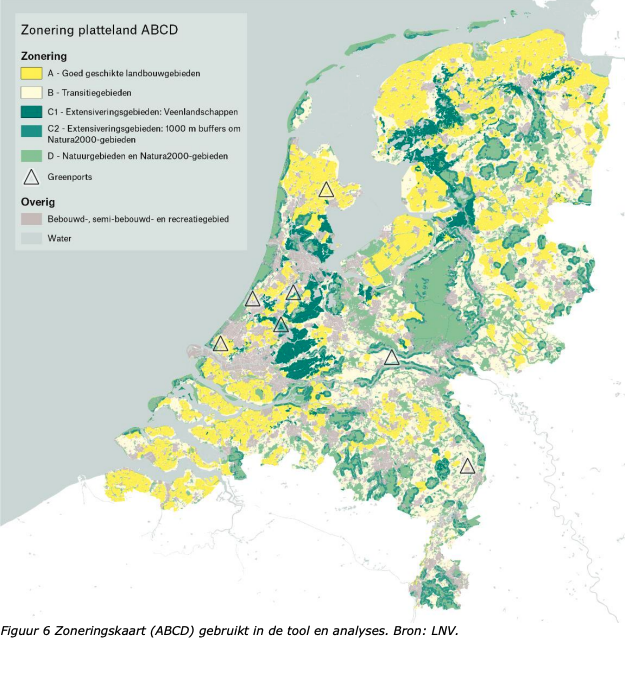 Zonering platteland ABCD
Zonering
A - Goed geschikte landbouwgebieden
B - Transitiegebieden
C1 - Extensiveringsgebieden: Veenlandschappen
C2 - Extensiveringsgebieden: 1000 m buffers om
Natura2000-gebieden
D - Natuurgebieden en Natura2000-gebieden
Greenports
Overig
Bebouwd-, semi-bebouwd- en recreatiegebied
Water
Figuur 6 Zoneringskaart (ABCD) gebruikt in de tool en analyses. Bron: LNV.